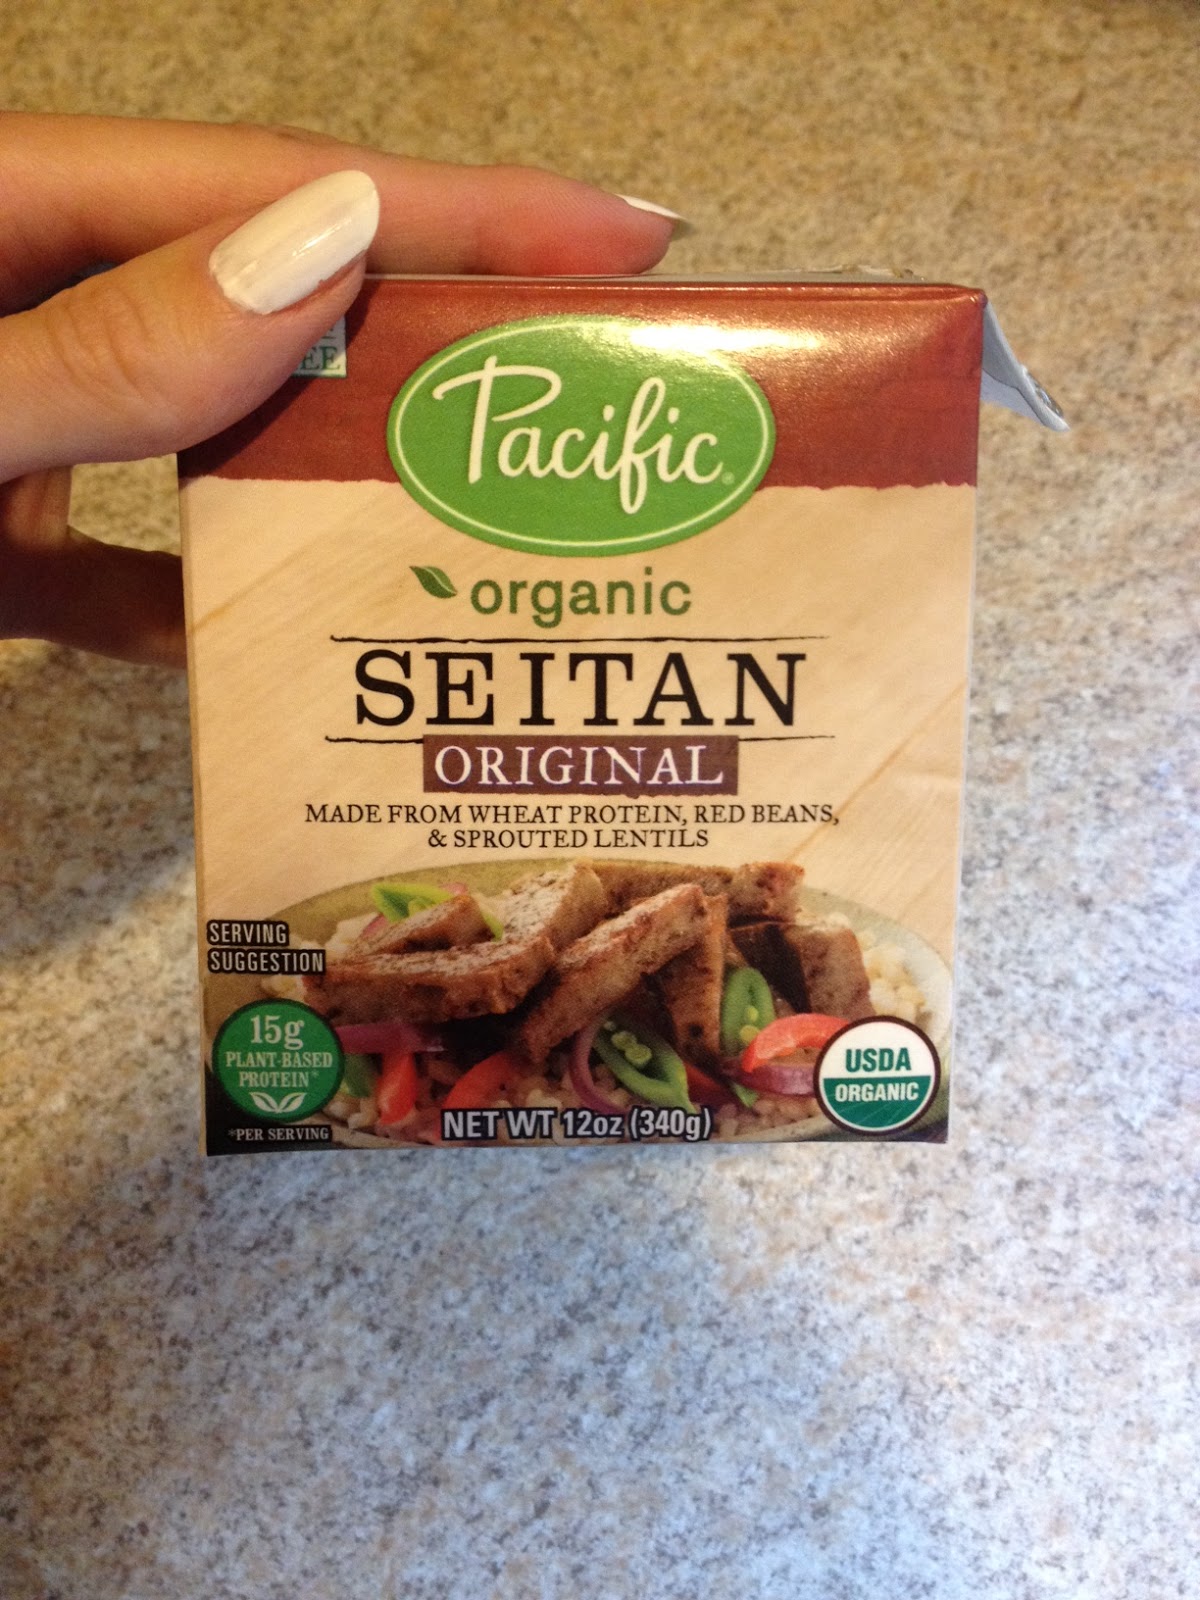 Pacific®
organic
SEITAN
ORIGINAL
MADE FROM WHEAT PROTEIN, RED BEANS,
& SPROUTED LENTILS
SERVING
SUGGESTION
15g
PLANT-BASED
PROTEIN*
*PER SERVING
NET WT 12oz (340g)
USDA
ORGANIC